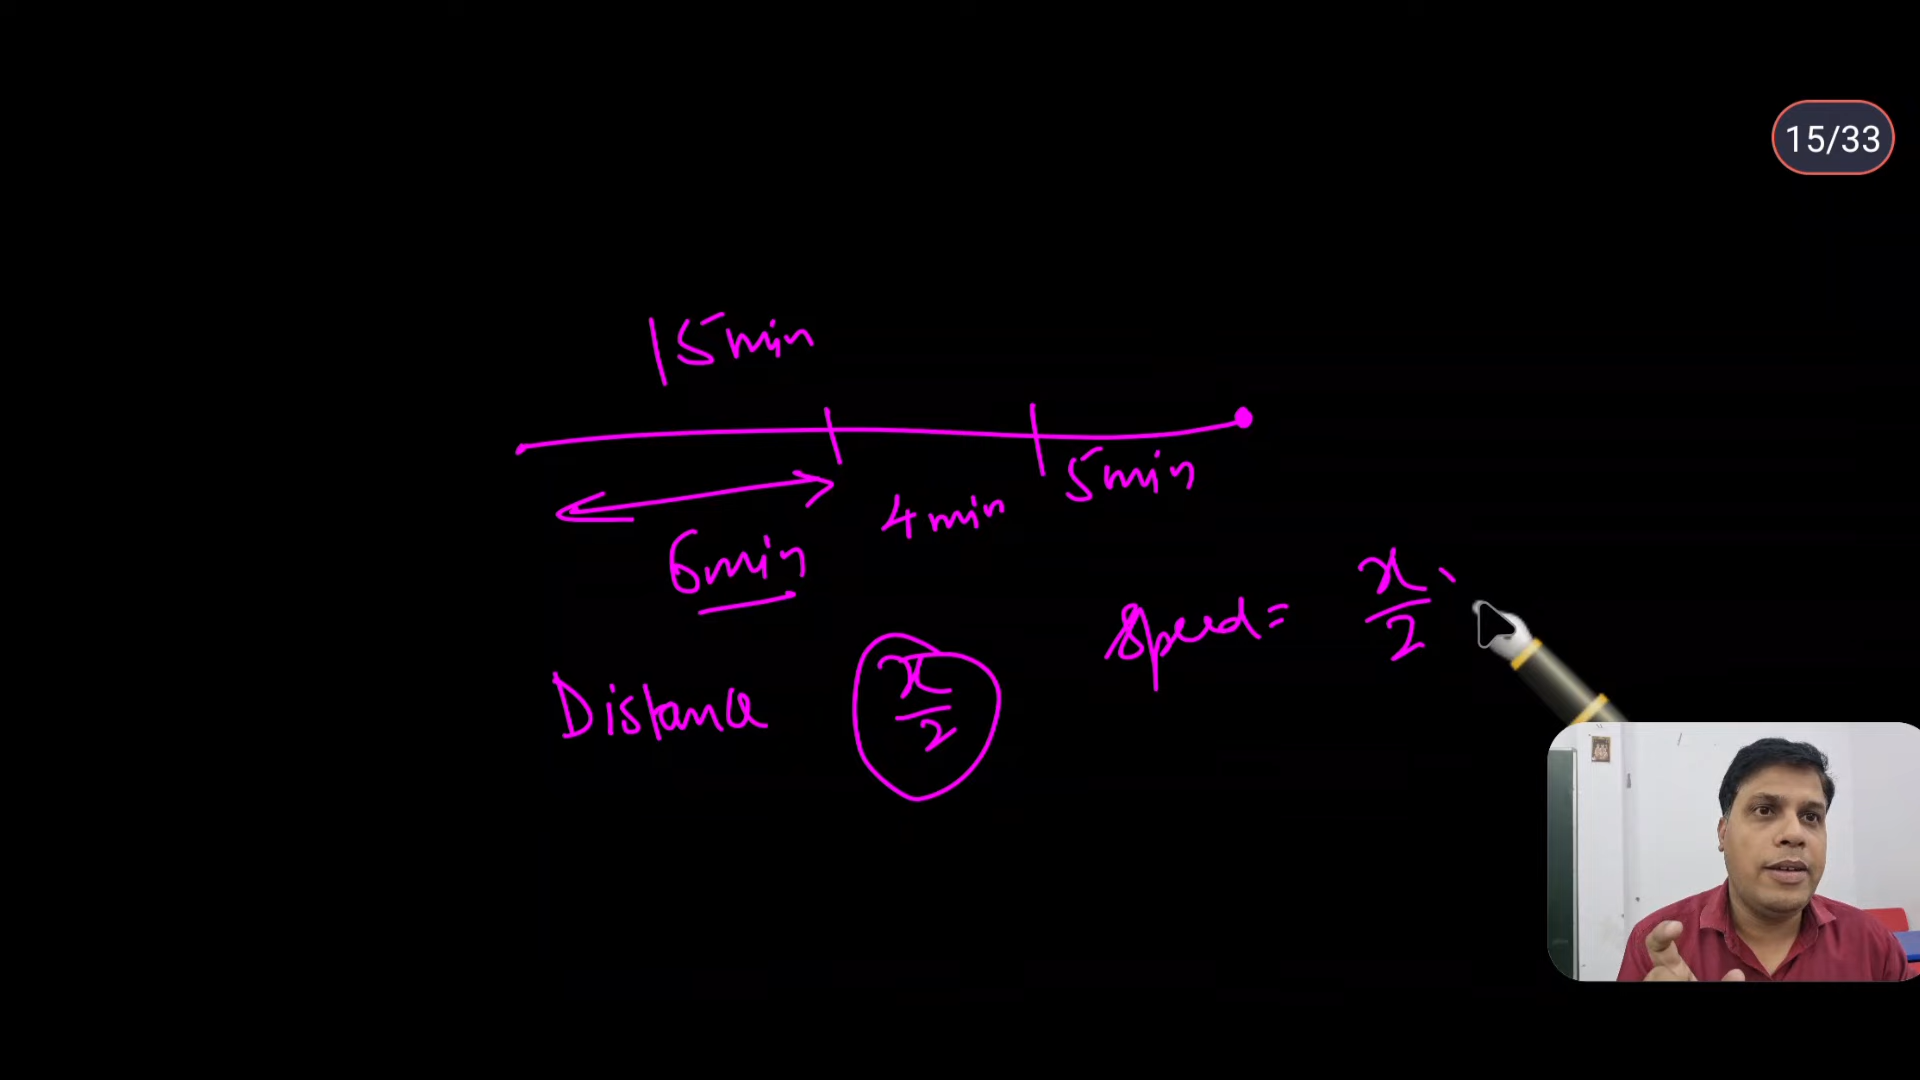 15/33
15min
5min
4min
6min
Speed = x/2
Distance x/2